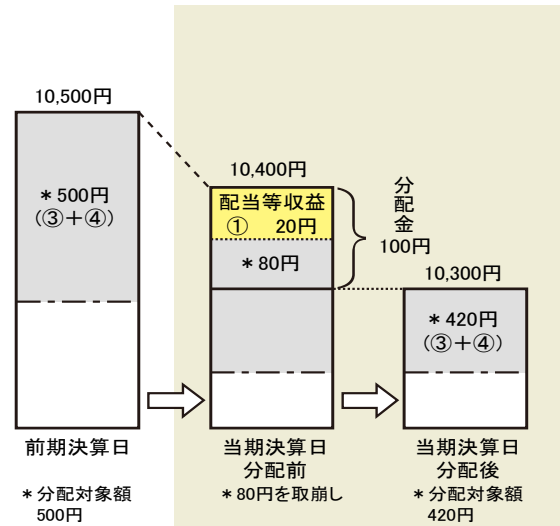 10,500円
＊500円
（③＋④）
前期決算日
＊分配対象額
500円
10,400円
配当等収益
① 20円
＊80円
分配金
100円
当期決算日
分配前
＊80円を取崩し
10,300円
＊420円
（③＋④）
当期決算日
分配後
＊分配対象額
420円